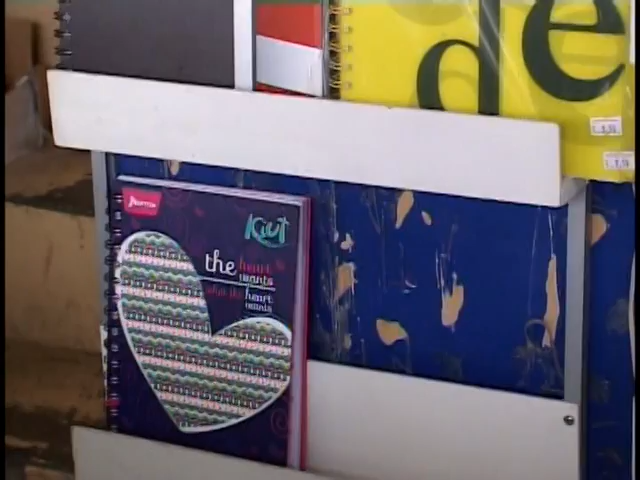 de
Norma
Kiut
the heart
wants
what the heart
wants